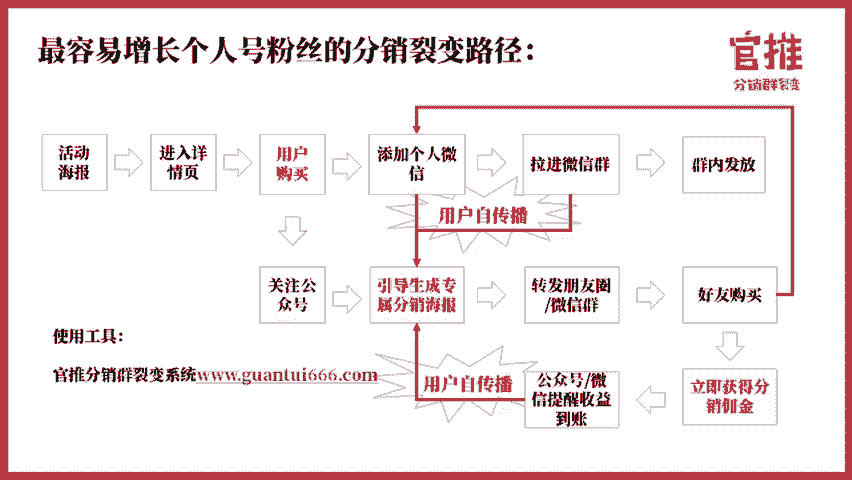 最容易增长个人号粉丝的分销裂变路径：
官推
分销群裂变
活动
海报
进入详
情页
用户
购买
添加个人微
信
拉进微信群
群内发放
用户自传播
关注公
众号
引导生成专
属分销海报
转发朋友圈
/微信群
好友购买
使用工具：
官推分销群裂变系统www.guantui666.com
用户自传播
公众号/微
信提醒收益
到账
立即获得分
销佣金